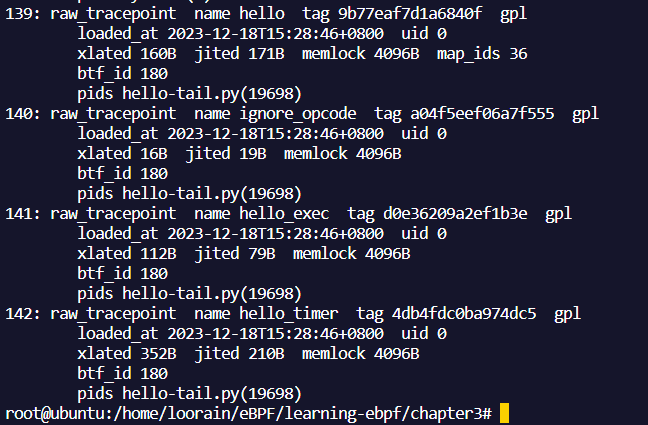 139: raw_tracepoint  name hello  tag 9b77eaf7d1a6840f  gpl
        loaded_at 2023-12-18T15:28:46+0800  uid 0
        xlated 160B  jited 171B  memlock 4096B  map_ids 36
        btf_id 180
        pids hello-tail.py(19698)
140: raw_tracepoint  name ignore_opcode  tag a04f5eef06a7f555  gpl
        loaded_at 2023-12-18T15:28:46+0800  uid 0
        xlated 16B  jited 19B  memlock 4096B
        btf_id 180
        pids hello-tail.py(19698)
141: raw_tracepoint  name hello_exec  tag d0e36209a2ef1b3e  gpl
        loaded_at 2023-12-18T15:28:46+0800  uid 0
        xlated 112B  jited 79B  memlock 4096B
        btf_id 180
        pids hello-tail.py(19698)
142: raw_tracepoint  name hello_timer  tag 4db4fdc0ba974dc5  gpl
        loaded_at 2023-12-18T15:28:46+0800  uid 0
        xlated 352B  jited 210B  memlock 4096B
        btf_id 180
        pids hello-tail.py(19698)
root@ubuntu:/home/loorain/eBPF/learning-ebpf/chapter3#